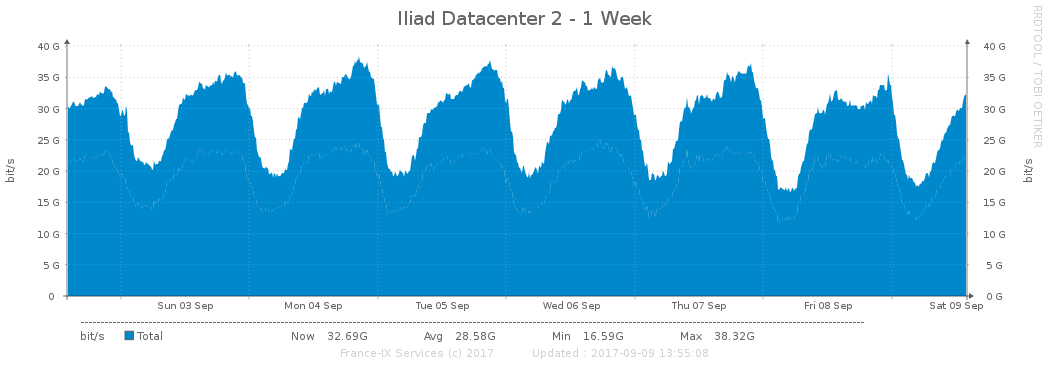 Iliad Datacenter 2 - 1 Week
RRDTOOL / TOBI OETIKER
bit/s
40 G
35 G
30 G
25 G
20 G
15 G
10 G
5 G
0
40 G
35 G
30 G
25 G
20 G
15 G
10 G
5 G
0 G
bit/s
Sun 03 Sep Mon 04 Sep Tue 05 Sep Wed 06 Sep Thu 07 Sep Fri 08 Sep Sat 09 Sep
bit/s Total Now 32.69G Avg 28.58G Min 16.59G Max 38.32G
France-IX Services (c) 2017 Updated : 2017-09-09 13:55:08